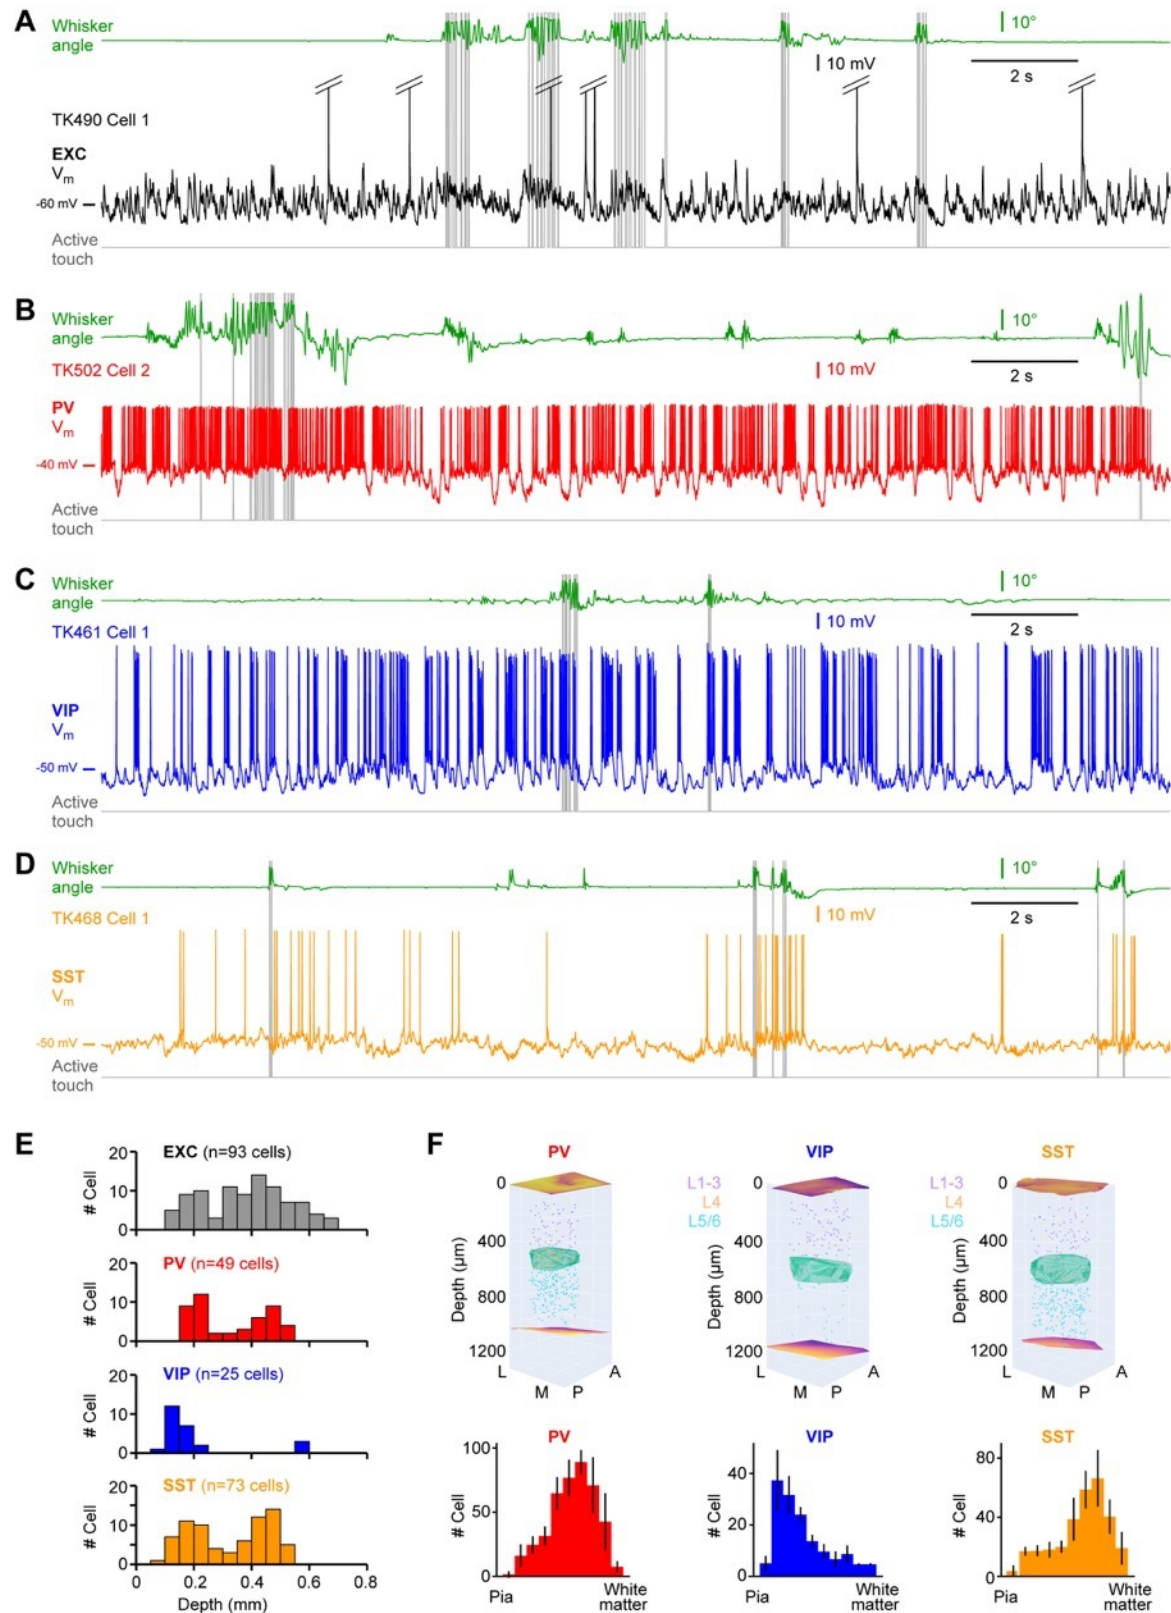 A
Whisker
angle
10°
10 mV
2 s
TK490 Cell 1
EXC
Vm
-60 mV
Active
touch
B
Whisker
angle
10°
TK502 Cell 2
10 mV
2 s
PV
Vm
-40 mV
Active
touch
C
Whisker
angle
10°
TK461 Cell 1
10 mV
2 s
VIP
Vm
-50 mV
Active
touch
D
Whisker
angle
10°
TK468 Cell 1
10 mV
2 s
SST
Vm
-50 mV
Active
touch
E
EXC (n=93 cells)
# Cell
20
10
0
PV (n=49 cells)
# Cell
20
10
0
VIP (n=25 cells)
# Cell
20
10
0
SST (n=73 cells)
# Cell
20
10
0
0 0.2 0.4 0.6 0.8
Depth (mm)
F
PV VIP SST
L1-3
L4
L5/6
L1-3
L4
L5/6
0
400
800
1200
Depth (µm)
L M P A
0
400
800
1200
Depth (µm)
L M P A
0
400
800
1200
Depth (µm)
L M P A
PV
# Cell
100
50
0
Pia White
matter
VIP
# Cell
40
20
0
Pia White
matter
SST
# Cell
80
40
0
Pia White
matter